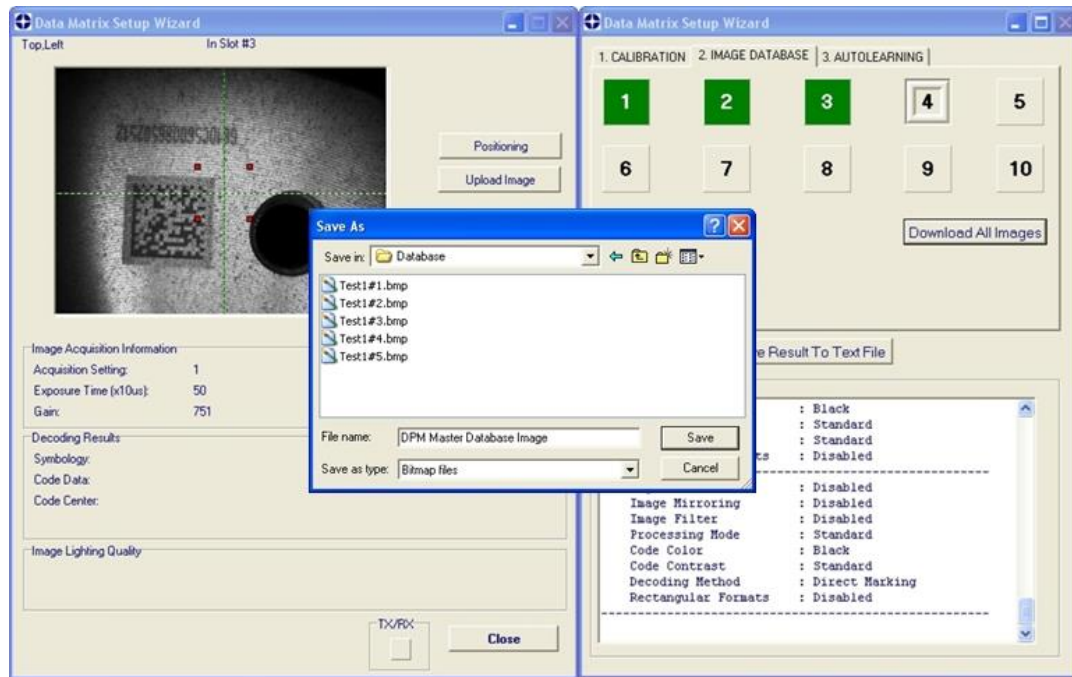 Data Matrix Setup Wizard
Top,Left
In Slot #3
Positioning
Upload Image
Image Acquisition Information
Acquisition Setting: 1
Exposure Time (x10us): 50
Gain: 751
Decoding Results
Symbology:
Code Data:
Code Center:
Image Lighting Quality
TX/RX
Close
Save As
Save in: Database
Test1#1.bmp
Test1#2.bmp
Test1#3.bmp
Test1#4.bmp
Test1#5.bmp
File name: DPM Master Database Image
Save
Save as type: Bitmap files
Cancel
Data Matrix Setup Wizard
1. CALIBRATION 2. IMAGE DATABASE 3. AUTOLEARNING
1 2 3 4 5
6 7 8 9 10
Download All Images
Result To Text File
: Black
: Standard
: Standard
: Disabled
: Disabled
Image Mirroring : Disabled
Image Filter : Disabled
Processing Mode : Standard
Code Color : Black
Code Contrast : Standard
Decoding Method : Direct Marking
Rectangular Formats : Disabled